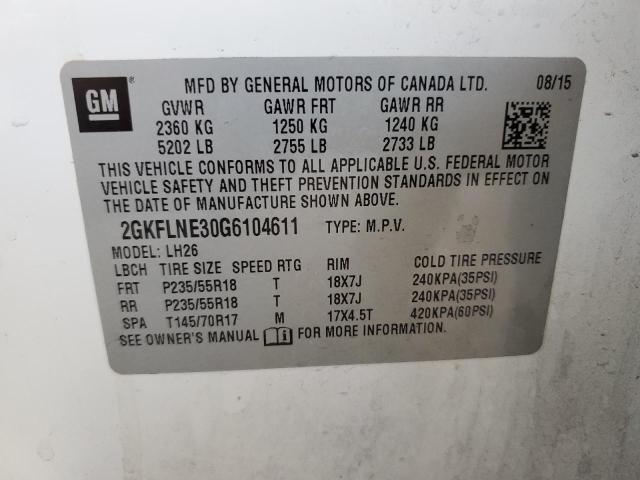 GM
MFD BY GENERAL MOTORS OF CANADA LTD. 08/15
GVWR GAWR FRT GAWR RR
2360 KG 1250 KG 1240 KG
5202 LB 2755 LB 2733 LB
THIS VEHICLE CONFORMS TO ALL APPLICABLE U.S. FEDERAL MOTOR
VEHICLE SAFETY AND THEFT PREVENTION STANDARDS IN EFFECT ON
THE DATE OF MANUFACTURE SHOWN ABOVE.
2GKFLNE30G6104611 TYPE: M.P.V.
MODEL: LH26
LBCH TIRE SIZE SPEED RTG RIM COLD TIRE PRESSURE
FRT P235/55R18 T 18X7J 240KPA(35PSI)
RR P235/55R18 T 18X7J 240KPA(35PSI)
SPA T145/70R17 M 17X4.5T 420KPA(60PSI)
SEE OWNER'S MANUAL FOR MORE INFORMATION.